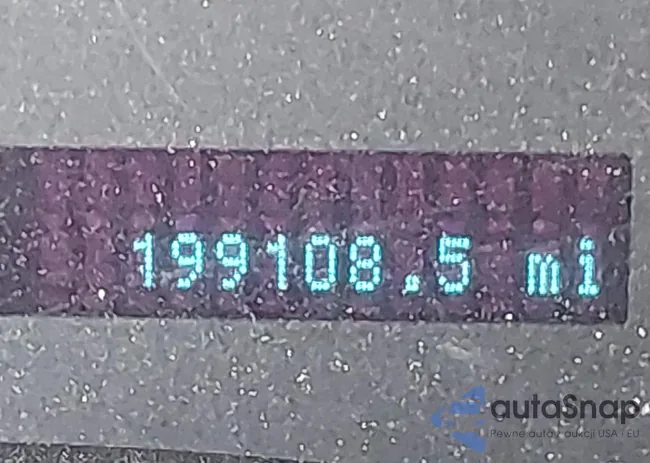 199108.5 mi
autaSnap
Pewne auta z aukcji USA i EU